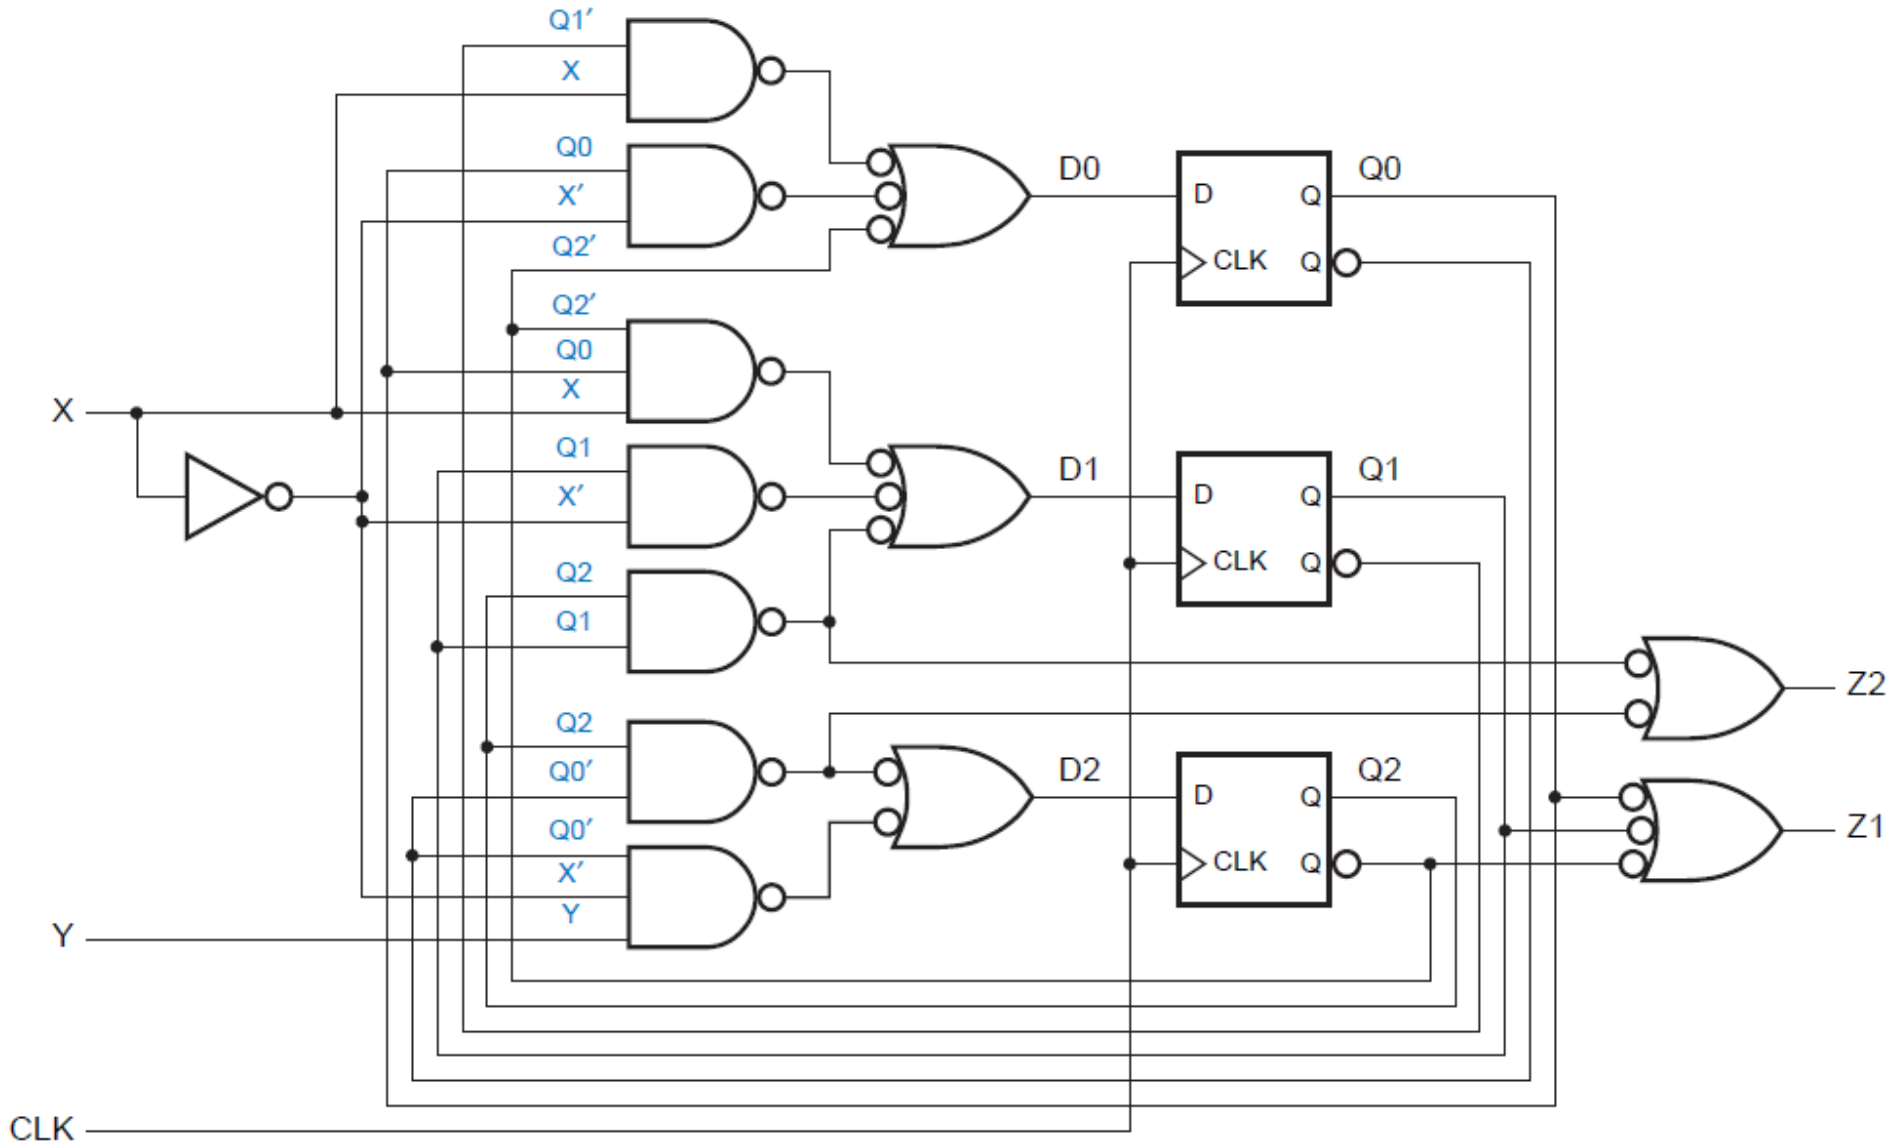 Q1′
X
Q0
X′
Q2′
D0
D Q
CLK Q
Q0
Q2′
Q0
X
X
Q1
X′
D1
D Q
CLK Q
Q1
Q2
Q1
Z2
Q2
Q0′
D2
D Q
CLK Q
Q2
Z1
Q0′
X′
Y
Y
CLK